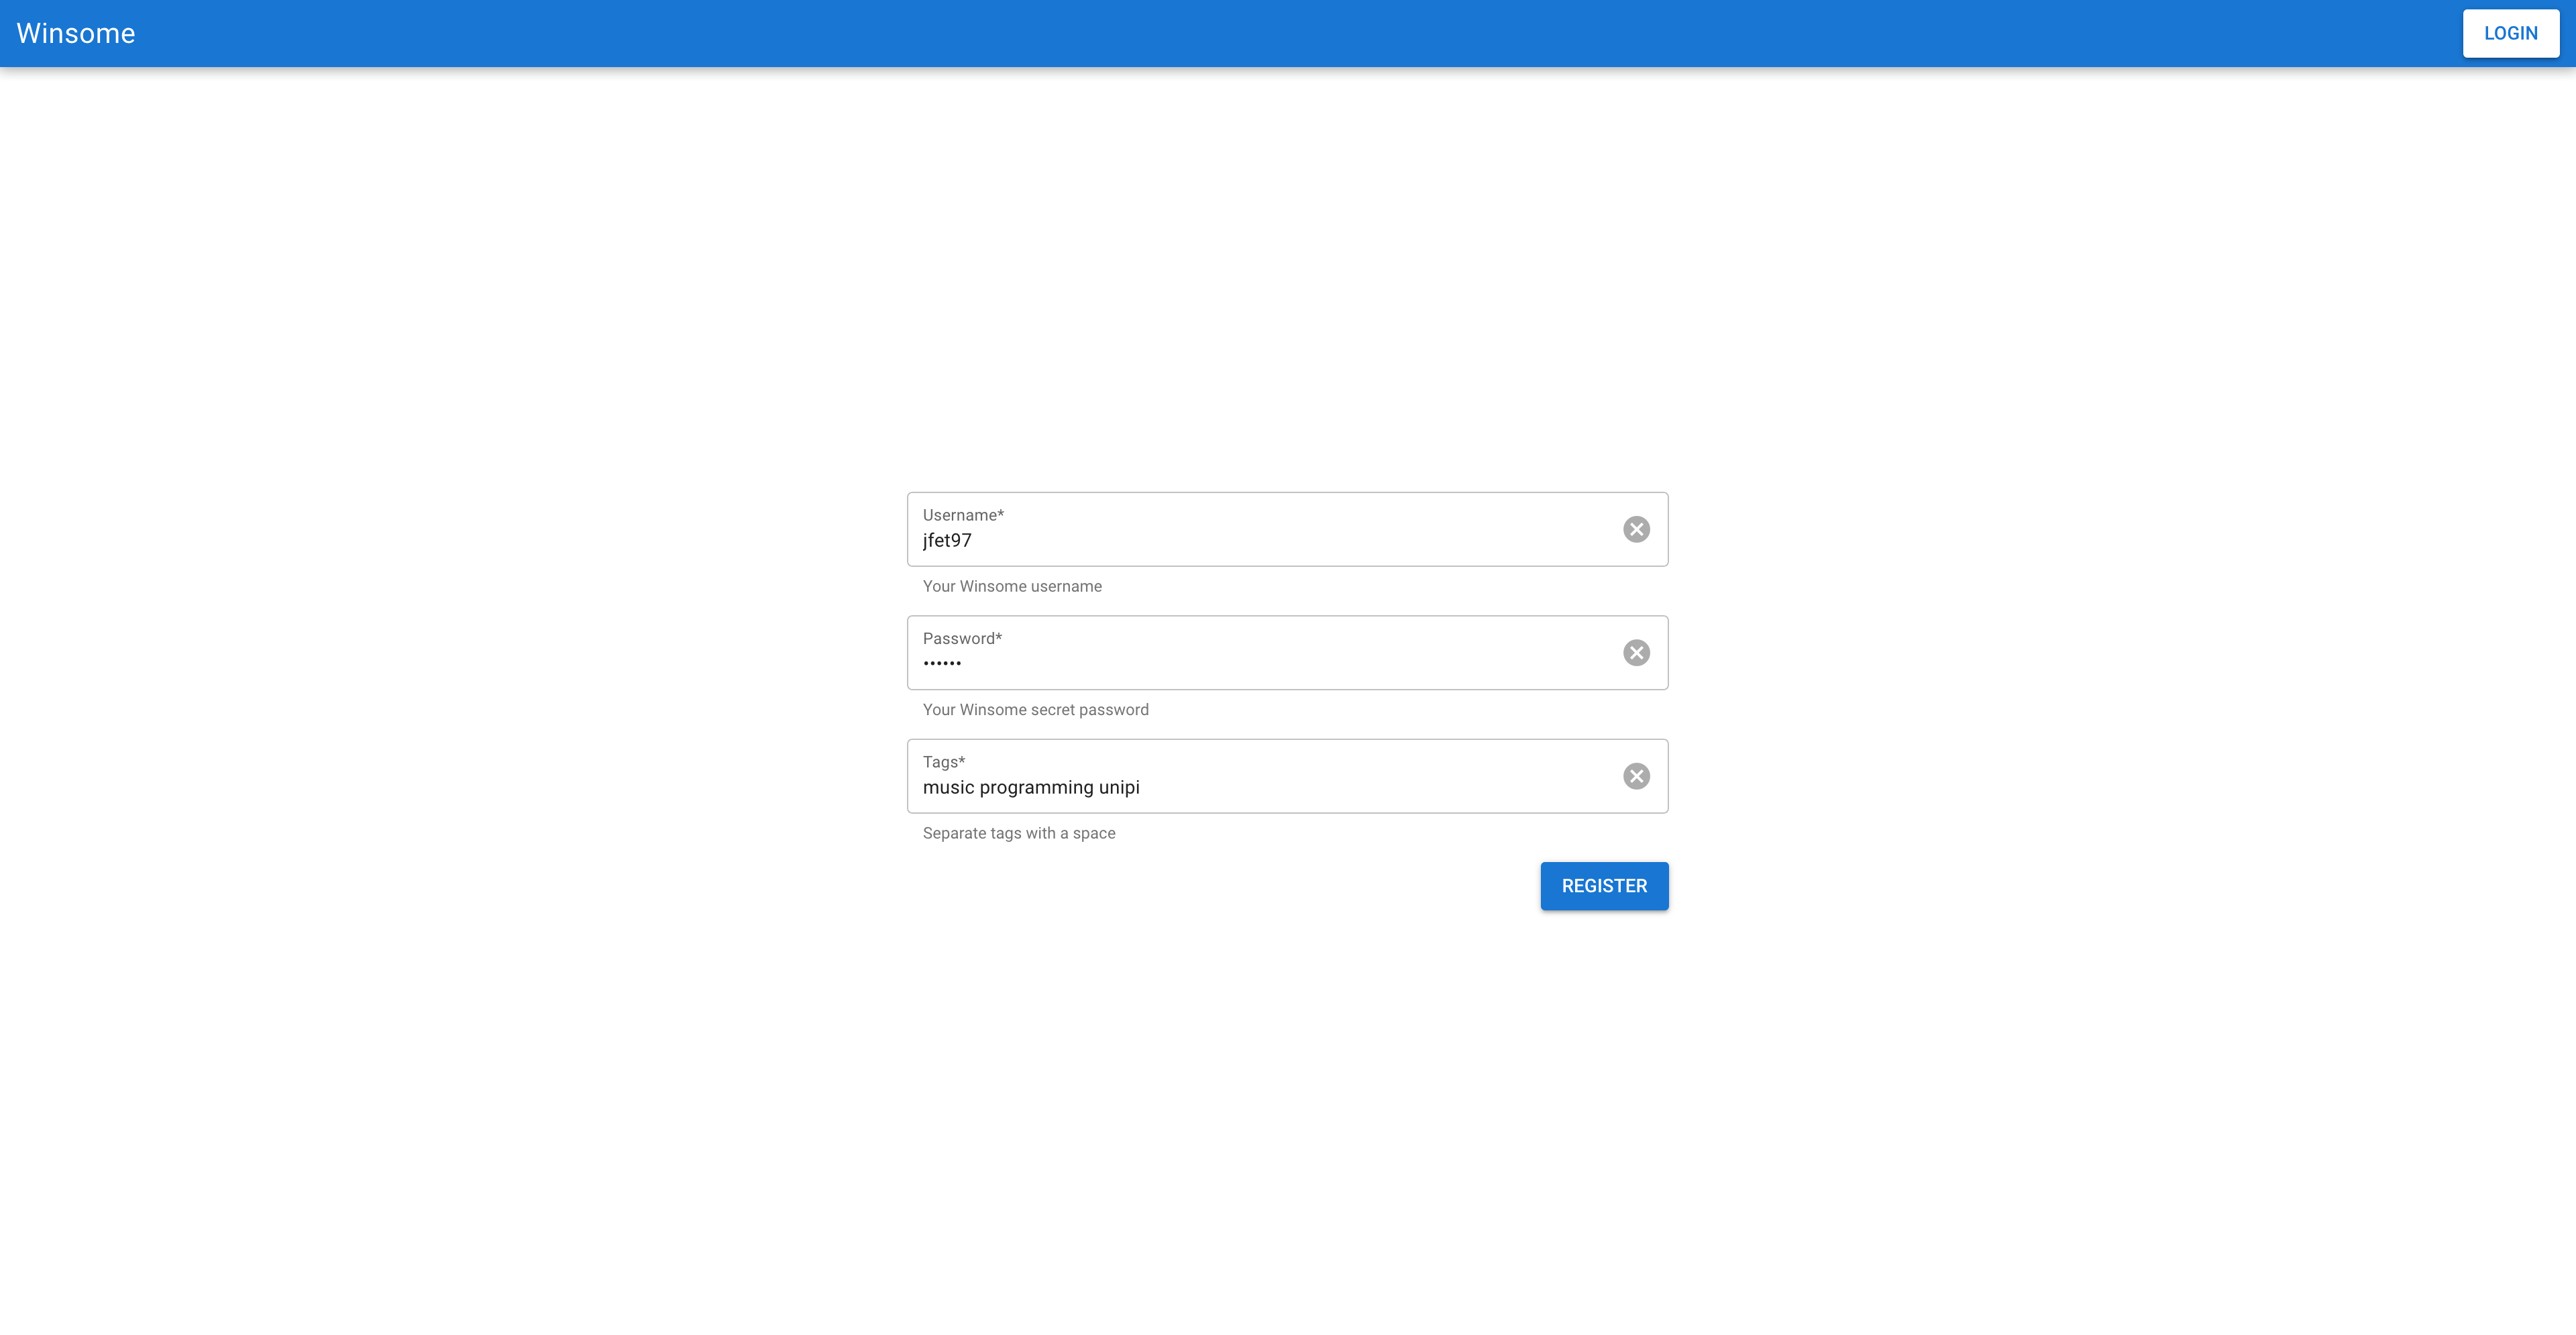 Winsome
LOGIN
Username*
jfet97
Your Winsome username
Password*
••••••
Your Winsome secret password
Tags*
music programming unipi
Separate tags with a space
REGISTER